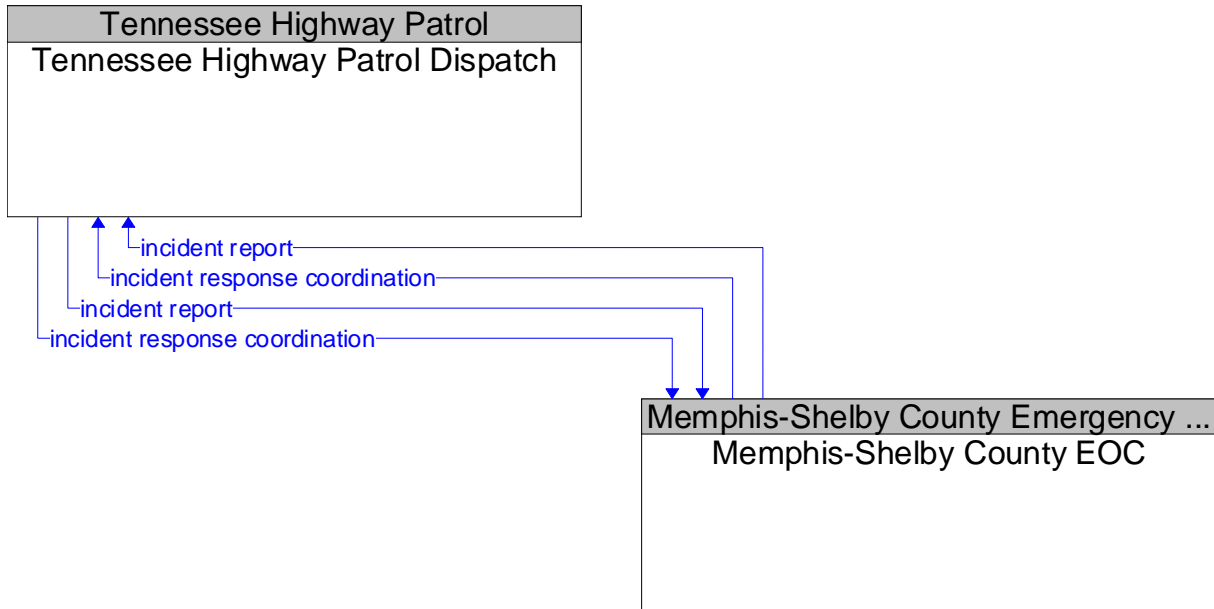 Tennessee Highway Patrol
Tennessee Highway Patrol Dispatch
incident report
incident response coordination
incident report
incident response coordination
Memphis-Shelby County Emergency ...
Memphis-Shelby County EOC